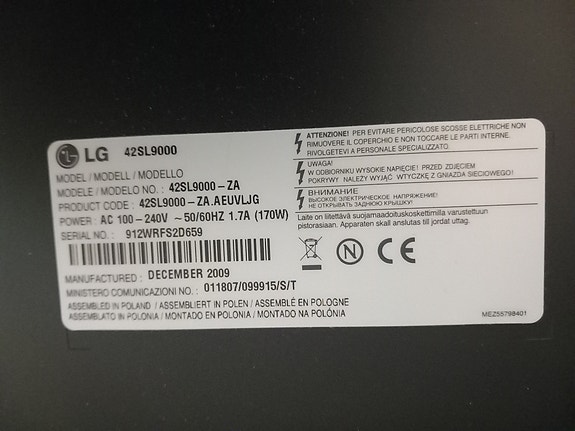 LG 42SL9000
MODEL / MODELL / MODELLO
MODELE / MODELO NO. : 42SL9000-ZA
PRODUCT CODE : 42SL9000-ZA.AEUVLJG
POWER : AC 100-240V ~50/60HZ 1.7A (170W)
SERIAL NO. : 912WRFS2D659
MANUFACTURED : DECEMBER 2009
MINISTERO COMUNICAZIONI NO. : 011807/099915/S/T
ASSEMBLED IN POLAND / ASSEMBLIERT IN POLEN / ASSEMBLÉ EN POLOGNE
ASSEMBLATO IN POLONIA / MONTADO EN POLONIA / MONTADO NA POLÓNIA
ATTENZIONE! PER EVITARE PERICOLOSE SCOSSE ELETTRICHE NON
RIMUOVERE IL COPERCHIO E NON TOCCARE LE PARTI INTERNE.
RIVOLGETEVI A PERSONALE SPECIALIZZATO.
UWAGA!
W ODBIORNIKU WYSOKIE NAPIĘCIE! PRZED ZDJĘCIEM
POKRYWY NALEŻY WYJĄĆ WTYCZKĘ Z GNIAZDA SIECIOWEGO!
ВНИМАНИЕ
ВЫСОКОЕ ЭЛЕКТРИЧЕСКОЕ НАПРЯЖЕНИЕ!
НЕ ОТКРЫВАТЬ ЗАДНЮЮ КРЫШКУ!
Laite on liitettävä suojamaadoituskoskettimilla varustettuun
pistorasiaan. Apparaten skall anslutas till jordat uttag.
N CE
MEZ55798401